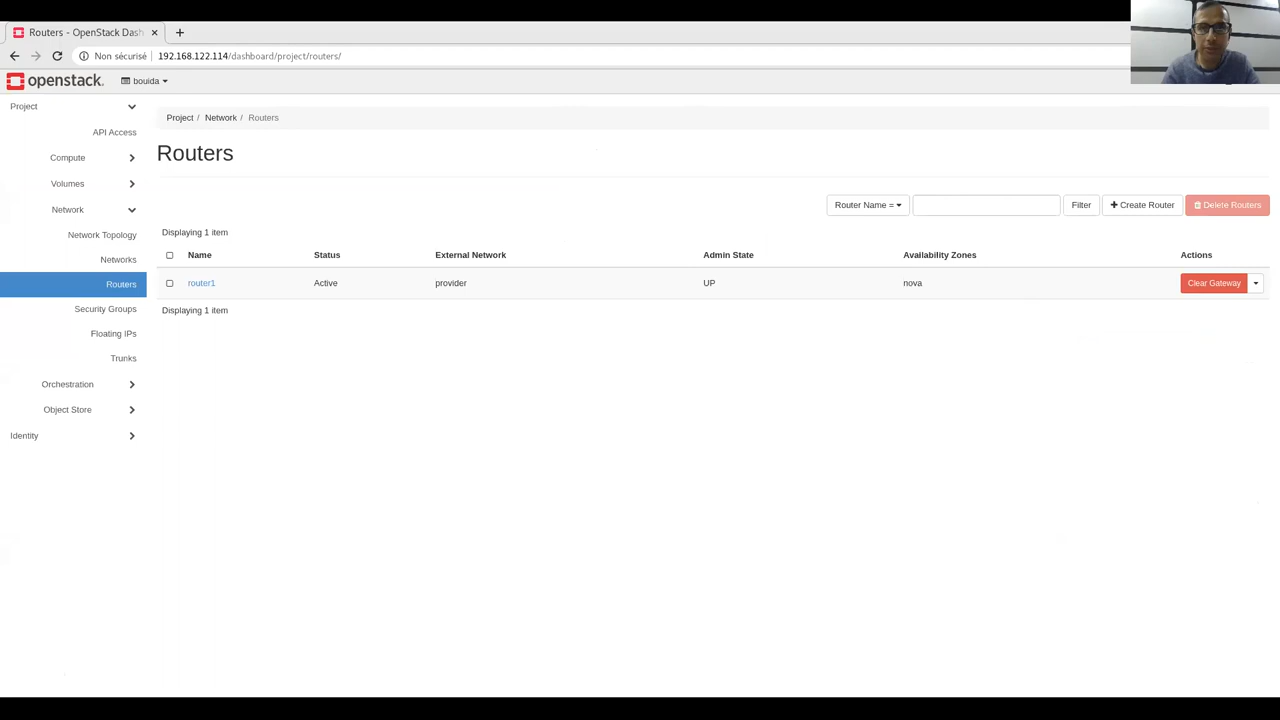 Routers - OpenStack Dash
Non sécurisé 192.168.122.114/dashboard/project/routers/
openstack. bouida
Project
API Access
Compute
Volumes
Network
Network Topology
Networks
Routers
Security Groups
Floating IPs
Trunks
Orchestration
Object Store
Identity
Project / Network / Routers
Routers
Router Name = Filter Create Router Delete Routers
Displaying 1 item
Name Status External Network Admin State Availability Zones Actions
router1 Active provider UP nova Clear Gateway
Displaying 1 item